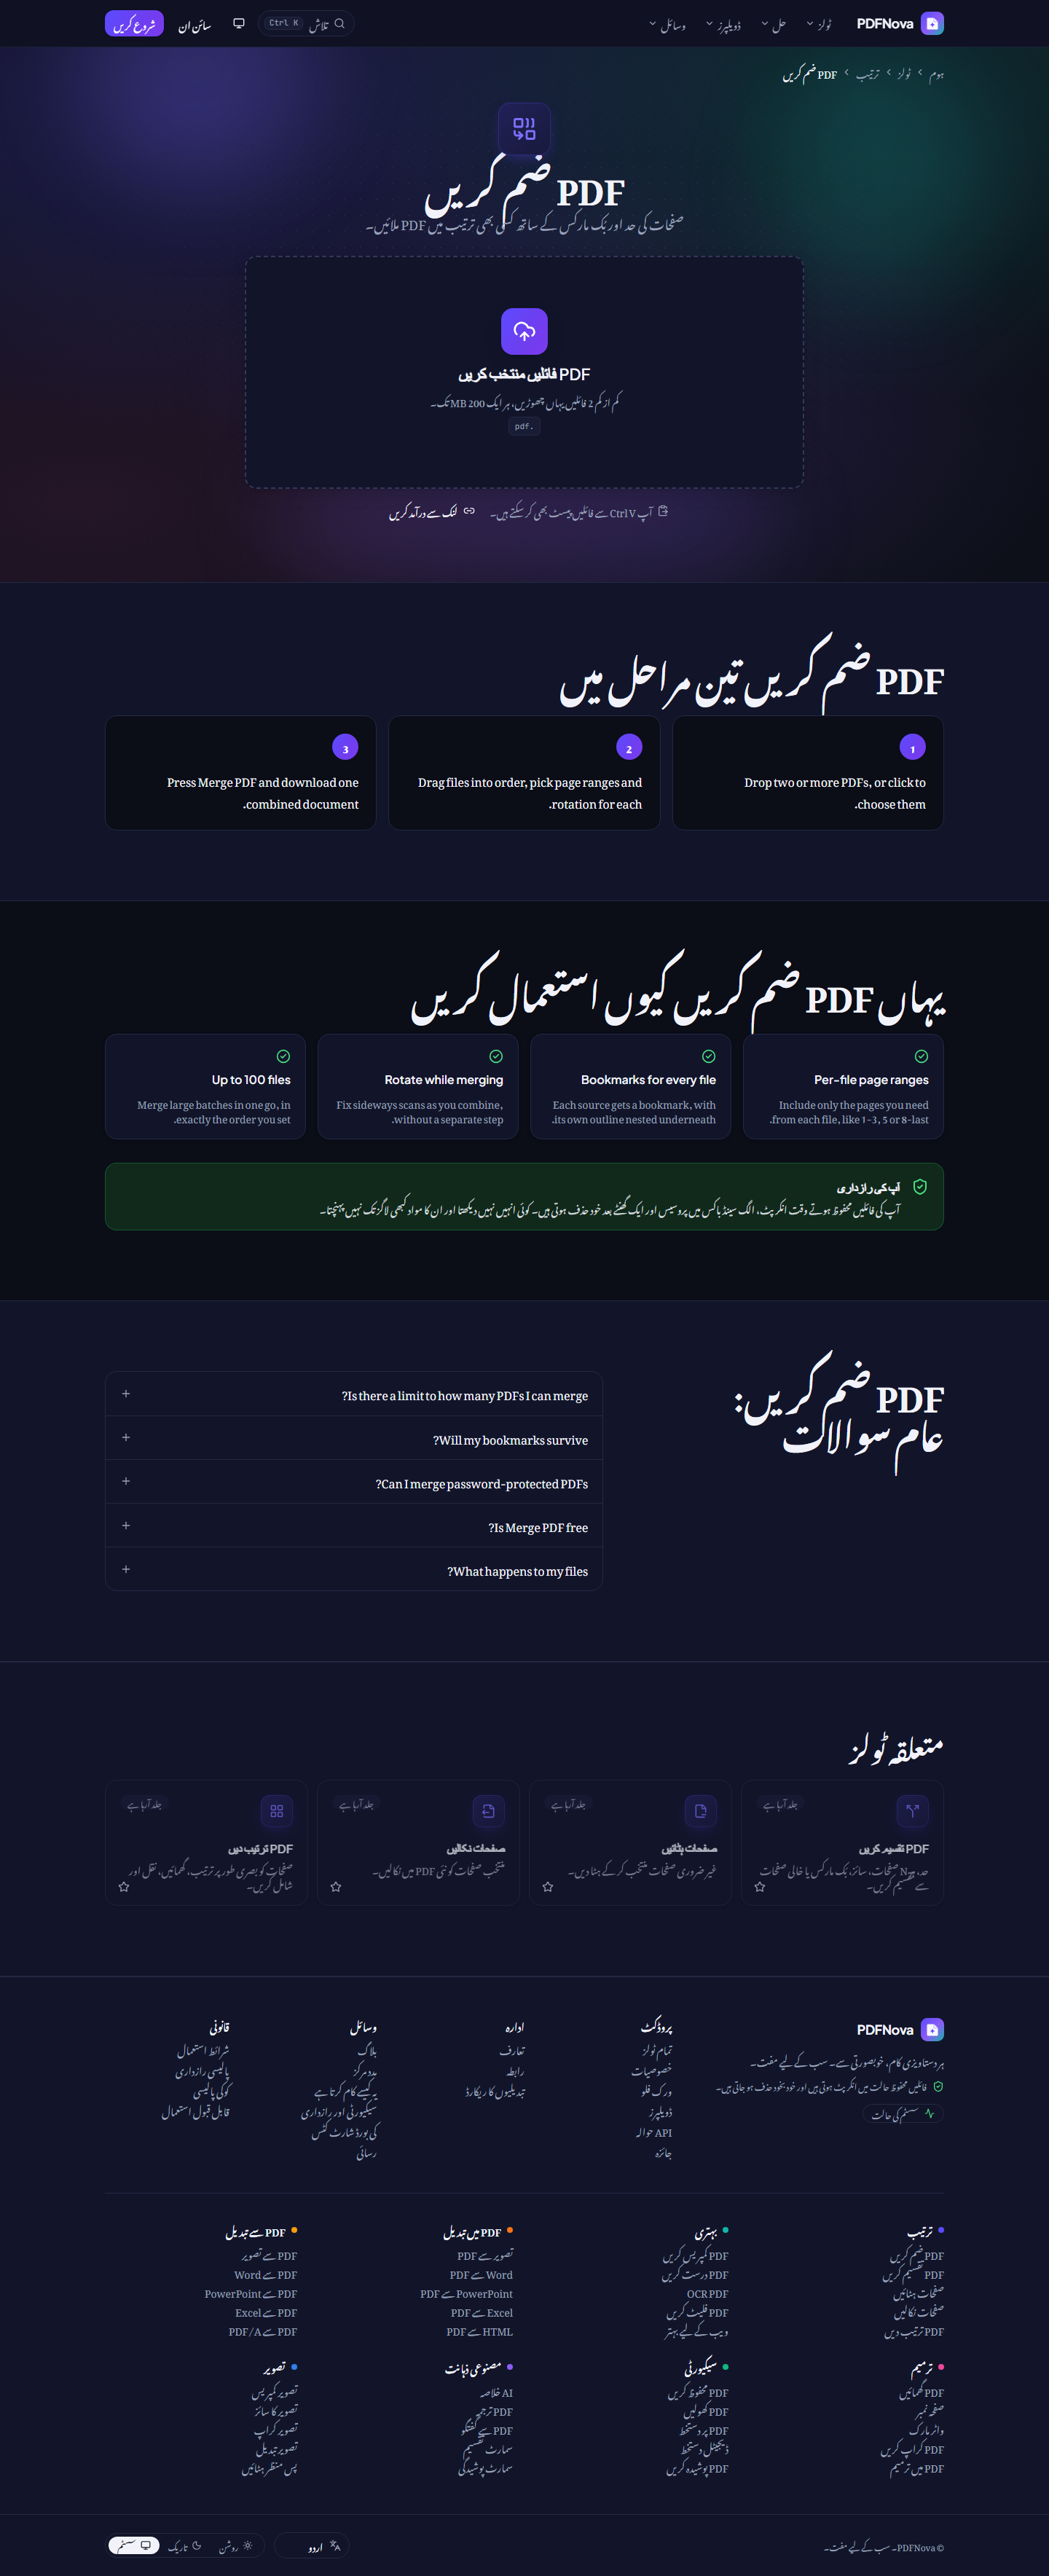 PDFNova
ٹولز
حل
ڈویلپرز
وسائل
تلاش
Ctrl K
سائن ان
شروع کریں
ہوم
ٹولز
ترتیب
PDF ضم کریں
PDF ضم کریں
صفحات کی حد اور بک مارکس کے ساتھ کسی بھی ترتیب میں PDF ملائیں۔
PDF فائلیں منتخب کریں
کم از کم 2 فائلیں یہاں چھوڑیں، ہر ایک 200 MB تک۔
.pdf
آپ Ctrl V سے فائلیں پیسٹ بھی کر سکتے ہیں۔
لنک سے درآمد کریں
PDF ضم کریں تین مراحل میں
1
Drop two or more PDFs, or click to
choose them.
2
Drag files into order, pick page ranges and
rotation for each.
3
Press Merge PDF and download one
combined document.
یہاں PDF ضم کریں کیوں استعمال کریں
Per-file page ranges
Include only the pages you need
from each file, like 1-3, 5 or 8-last.
Bookmarks for every file
Each source gets a bookmark, with
its own outline nested underneath.
Rotate while merging
Fix sideways scans as you combine,
without a separate step.
Up to 100 files
Merge large batches in one go, in
exactly the order you set.
آپ کی رازداری
آپ کی فائلیں محفوظ ہوتے وقت انکرپٹ، الگ سینڈ باکس میں پروسیس اور ایک گھنٹے بعد خود حذف ہوتی ہیں۔ کوئی انہیں نہیں دیکھتا اور ان کا مواد کبھی لاگز تک نہیں پہنچتا۔
PDF ضم کریں:
عام سوالات
Is there a limit to how many PDFs I can merge?
Will my bookmarks survive?
Can I merge password-protected PDFs?
Is Merge PDF free?
What happens to my files?
متعلقہ ٹولز
جلد آ رہا ہے
PDF تقسیم کریں
حد، ہر N صفحات، سائز، بک مارکس یا خالی صفحات
سے تقسیم کریں۔
جلد آ رہا ہے
صفحات ہٹائیں
غیر ضروری صفحات منتخب کر کے ہٹا دیں۔
جلد آ رہا ہے
صفحات نکالیں
منتخب صفحات کو نئی PDF میں نکالیں۔
جلد آ رہا ہے
PDF ترتیب دیں
صفحات کو بصری طور پر ترتیب، گھمائیں، نقل اور
شامل کریں۔
PDFNova
ہر دستاویزی کام، خوبصورتی سے۔ سب کے لیے مفت۔
فائلیں محفوظ حالت میں انکرپٹ ہوتی ہیں اور خود بخود حذف ہو جاتی ہیں۔
سسٹم کی حالت
پروڈکٹ
تمام ٹولز
خصوصیات
ورک فلو
ڈویلپرز
API حوالہ
جائزہ
ادارہ
تعارف
رابطہ
تبدیلیوں کا ریکارڈ
وسائل
بلاگ
مدد مرکز
یہ کیسے کام کرتا ہے
سیکیورٹی اور رازداری
کی بورڈ شارٹ کٹس
رسائی
قانونی
شرائط استعمال
پالیسی رازداری
کوکی پالیسی
قابل قبول استعمال
ترتیب
PDF ضم کریں
PDF تقسیم کریں
صفحات ہٹائیں
صفحات نکالیں
PDF ترتیب دیں
بہتری
PDF کمپریس کریں
PDF درست کریں
OCR PDF
PDF فلیٹ کریں
ویب کے لیے بہتر
PDF میں تبدیل
تصویر سے PDF
Word سے PDF
PowerPoint سے PDF
Excel سے PDF
HTML سے PDF
PDF سے تبدیل
PDF سے تصویر
PDF سے Word
PDF سے PowerPoint
PDF سے Excel
PDF سے PDF/A
ترمیم
PDF گھمائیں
صفحہ نمبر
واٹر مارک
PDF کراپ کریں
PDF میں ترمیم
سیکیورٹی
PDF محفوظ کریں
PDF کھولیں
PDF پر دستخط
ڈیجیٹل دستخط
PDF پوشیدہ کریں
مصنوعی ذہانت
AI خلاصہ
PDF ترجمہ
PDF سے گفتگو
سمارٹ تقسیم
سمارٹ پوشیدگی
تصویر
تصویر کمپریس
تصویر کا سائز
تصویر کراپ
تصویر تبدیل
پس منظر ہٹائیں
© PDFNova۔ سب کے لیے مفت۔
اردو
روشن
تاریک
سسٹم